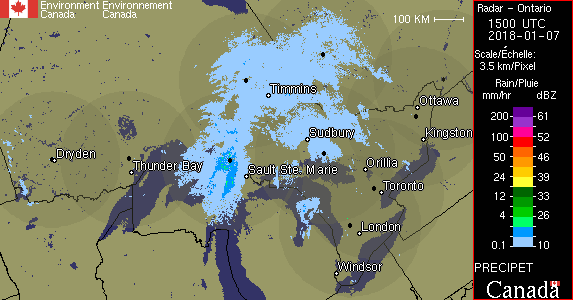 Environment Environnement
Canada Canada
100 KM
Timmins
Ottawa
Sudbury
Kingston
Dryden
Thunder Bay
Sault Ste. Marie
Orillia
Toronto
London
Windsor
Radar - Ontario
1500 UTC
2018-01-07
Scale/Échelle:
3.5 km/Pixel
Rain/Pluie
mm/hr dBZ
200 61
100 52
50 46
24 39
12 33
4 26
0.1 10
PRECIPET
Canada